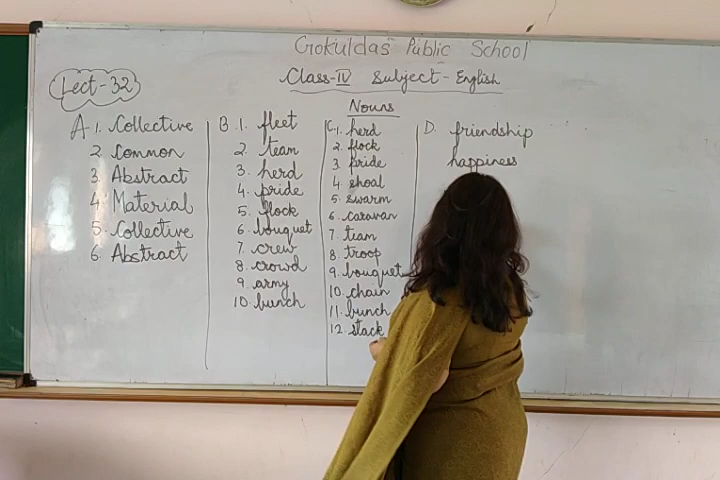 Gokuldas Public School
Lect-32
Class-IV Subject-English
Nouns
A 1. Collective
2. Common
3. Abstract
4. Material
5. Collective
6. Abstract
B. 1. fleet
2. team
3. herd
4. pride
5. flock
6. bouquet
7. crew
8. crowd
9. army
10. bunch
C. 1. herd
2. flock
3. pride
4. shoal
5. swarm
6. caravan
7. team
8. troop
9. bouquet
10. chain
11. bunch
12. stack
D. friendship
happiness